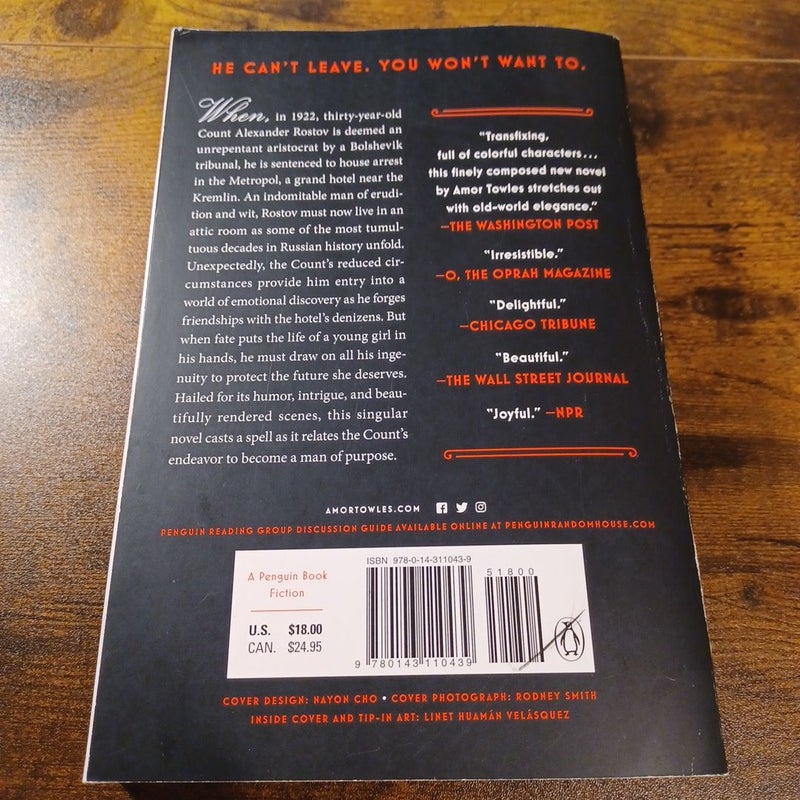 HE CAN'T LEAVE. YOU WON'T WANT TO.
When, in 1922, thirty-year-old
Count Alexander Rostov is deemed an
unrepentant aristocrat by a Bolshevik
tribunal, he is sentenced to house arrest
in the Metropol, a grand hotel near the
Kremlin. An indomitable man of erudi-
tion and wit, Rostov must now live in an
attic room as some of the most tumul-
tuous decades in Russian history unfold.
Unexpectedly, the Count's reduced cir-
cumstances provide him entry into a
world of emotional discovery as he forges
friendships with the hotel's denizens. But
when fate puts the life of a young girl in
his hands, he must draw on all his inge-
nuity to protect the future she deserves.
Hailed for its humor, intrigue, and beau-
tifully rendered scenes, this singular
novel casts a spell as it relates the Count's
endeavor to become a man of purpose.
"Transfixing,
full of colorful characters...
this finely composed new novel
by Amor Towles stretches out
with old-world elegance."
—THE WASHINGTON POST
"Irresistible."
—O, THE OPRAH MAGAZINE
"Delightful."
—CHICAGO TRIBUNE
"Beautiful."
—THE WALL STREET JOURNAL
"Joyful." —NPR
AMORTOWLES.COM
PENGUIN READING GROUP DISCUSSION GUIDE AVAILABLE ONLINE AT PENGUINRANDOMHOUSE.COM
A Penguin Book
Fiction
U.S. $18.00
CAN. $24.95
ISBN 978-0-14-311043-9
51800
9 780143 110439
COVER DESIGN: NAYON CHO • COVER PHOTOGRAPH: RODNEY SMITH
INSIDE COVER AND TIP-IN ART: LINET HUAMÁN VELÁSQUEZ